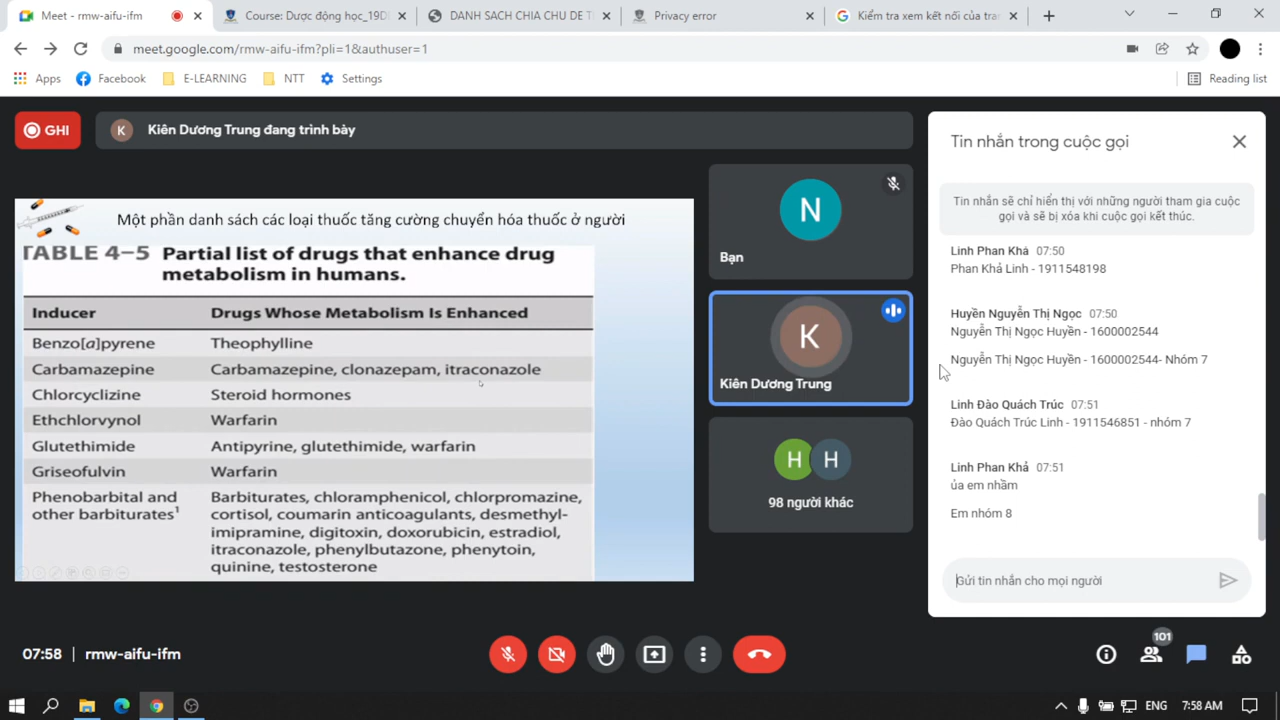 Meet - rmw-aifu-ifm
Course: Dược động học_19D
DANH SACH CHIA CHU DE T
Privacy error
Kiểm tra xem kết nối của tra
meet.google.com/rmw-aifu-ifm?pli=1&authuser=1
Apps
Facebook
E-LEARNING
NTT
Settings
Reading list
GHI
K
Kiên Dương Trung đang trình bày
Một phần danh sách các loại thuốc tăng cường chuyển hóa thuốc ở người
TABLE 4–5 Partial list of drugs that enhance drug
metabolism in humans.
Inducer Drugs Whose Metabolism Is Enhanced
Benzo[a]pyrene Theophylline
Carbamazepine Carbamazepine, clonazepam, itraconazole
Chlorcyclizine Steroid hormones
Ethchlorvynol Warfarin
Glutethimide Antipyrine, glutethimide, warfarin
Griseofulvin Warfarin
Phenobarbital and Barbiturates, chloramphenicol, chlorpromazine,
other barbiturates¹ cortisol, coumarin anticoagulants, desmethyl-
imipramine, digitoxin, doxorubicin, estradiol,
itraconazole, phenylbutazone, phenytoin,
quinine, testosterone
N
Bạn
K
Kiên Dương Trung
H H
98 người khác
Tin nhắn trong cuộc gọi
Tin nhắn sẽ chỉ hiển thị với những người tham gia cuộc
gọi và sẽ bị xóa khi cuộc gọi kết thúc.
Linh Phan Khả 07:50
Phan Khả Linh - 1911548198
Huyền Nguyễn Thị Ngọc 07:50
Nguyễn Thị Ngọc Huyền - 1600002544
Nguyễn Thị Ngọc Huyền - 1600002544- Nhóm 7
Linh Đào Quách Trúc 07:51
Đào Quách Trúc Linh - 1911546851 - nhóm 7
Linh Phan Khả 07:51
ủa em nhầm
Em nhóm 8
Gửi tin nhắn cho mọi người
07:58 | rmw-aifu-ifm
101
ENG
7:58 AM